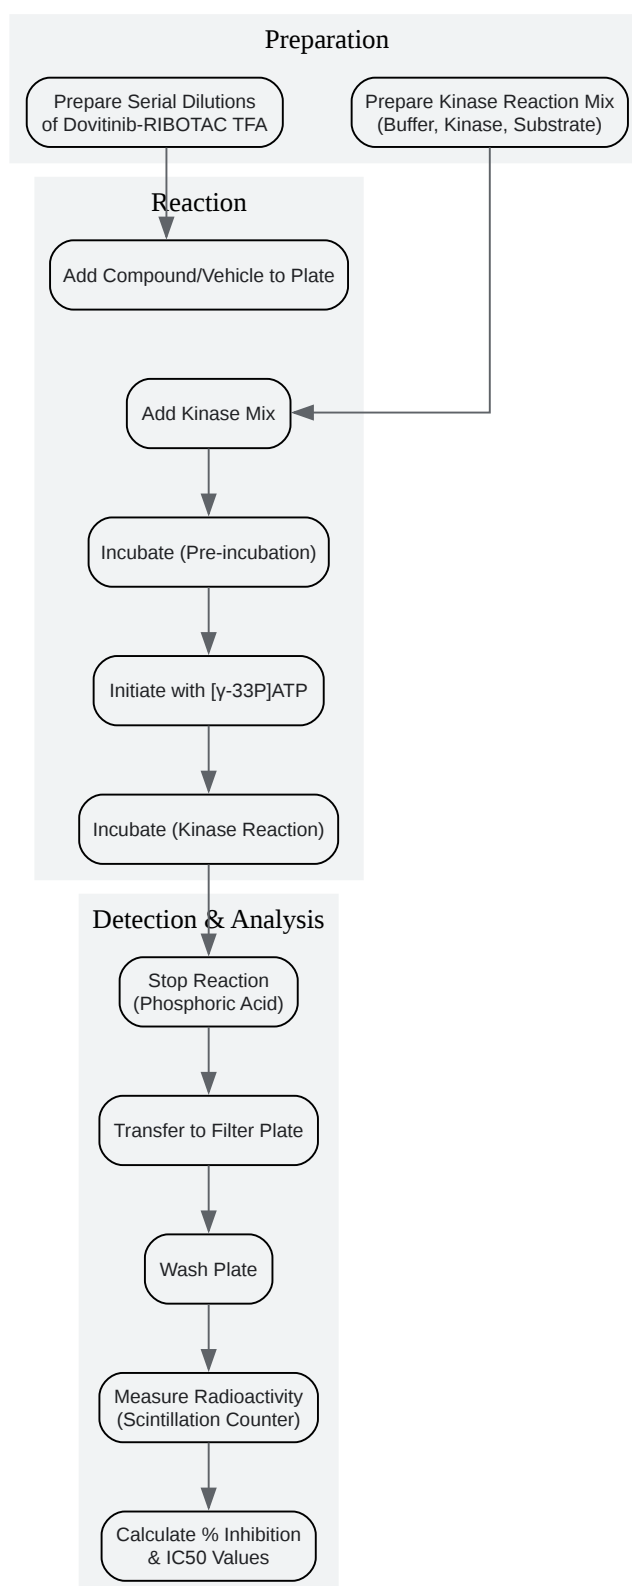 Preparation
Prepare Serial Dilutions
of Dovitinib-RIBOTAC TFA
Prepare Kinase Reaction Mix
(Buffer, Kinase, Substrate)
Reaction
Add Compound/Vehicle to Plate
Add Kinase Mix
Incubate (Pre-incubation)
Initiate with [γ-33P]ATP
Incubate (Kinase Reaction)
Detection & Analysis
Stop Reaction
(Phosphoric Acid)
Transfer to Filter Plate
Wash Plate
Measure Radioactivity
(Scintillation Counter)
Calculate % Inhibition
& IC50 Values